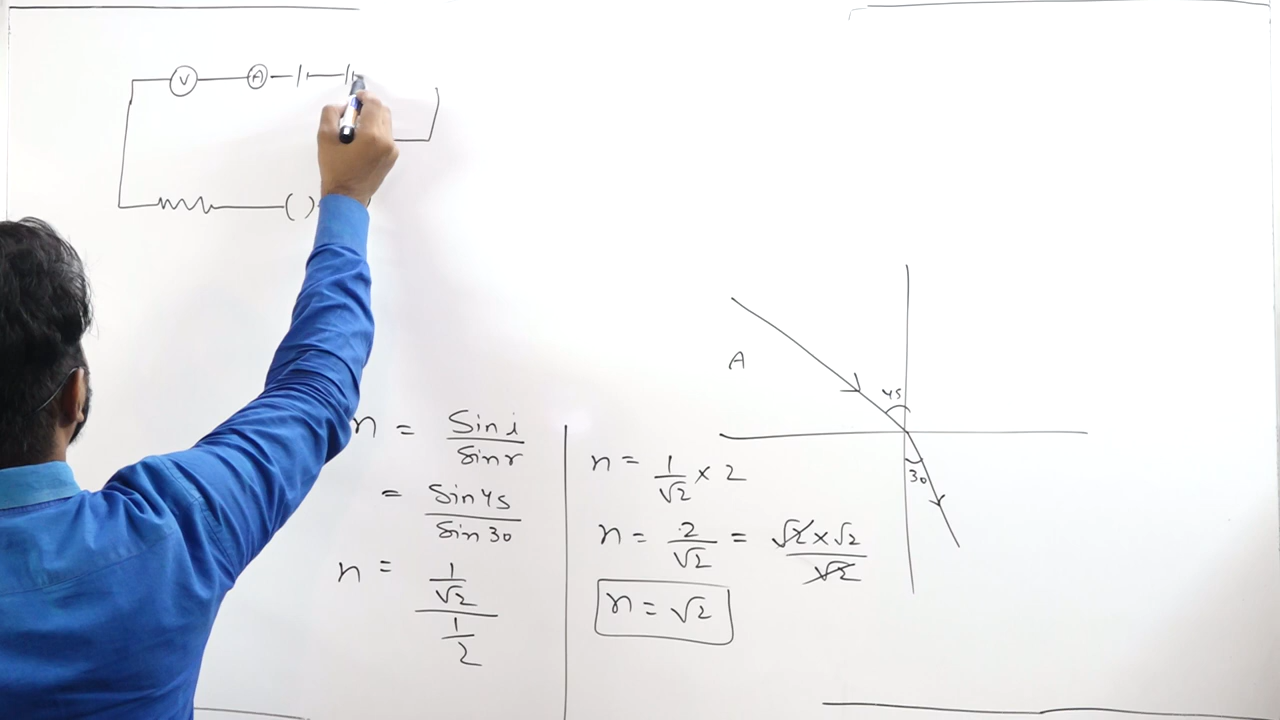 V A
( )
A
45
30
n = Sin i / Sin r
= Sin 45 / Sin 30
n = 1/√2 / 1/2
n = 1/√2 × 2
n = 2/√2 = √2 × √2 / √2
n = √2